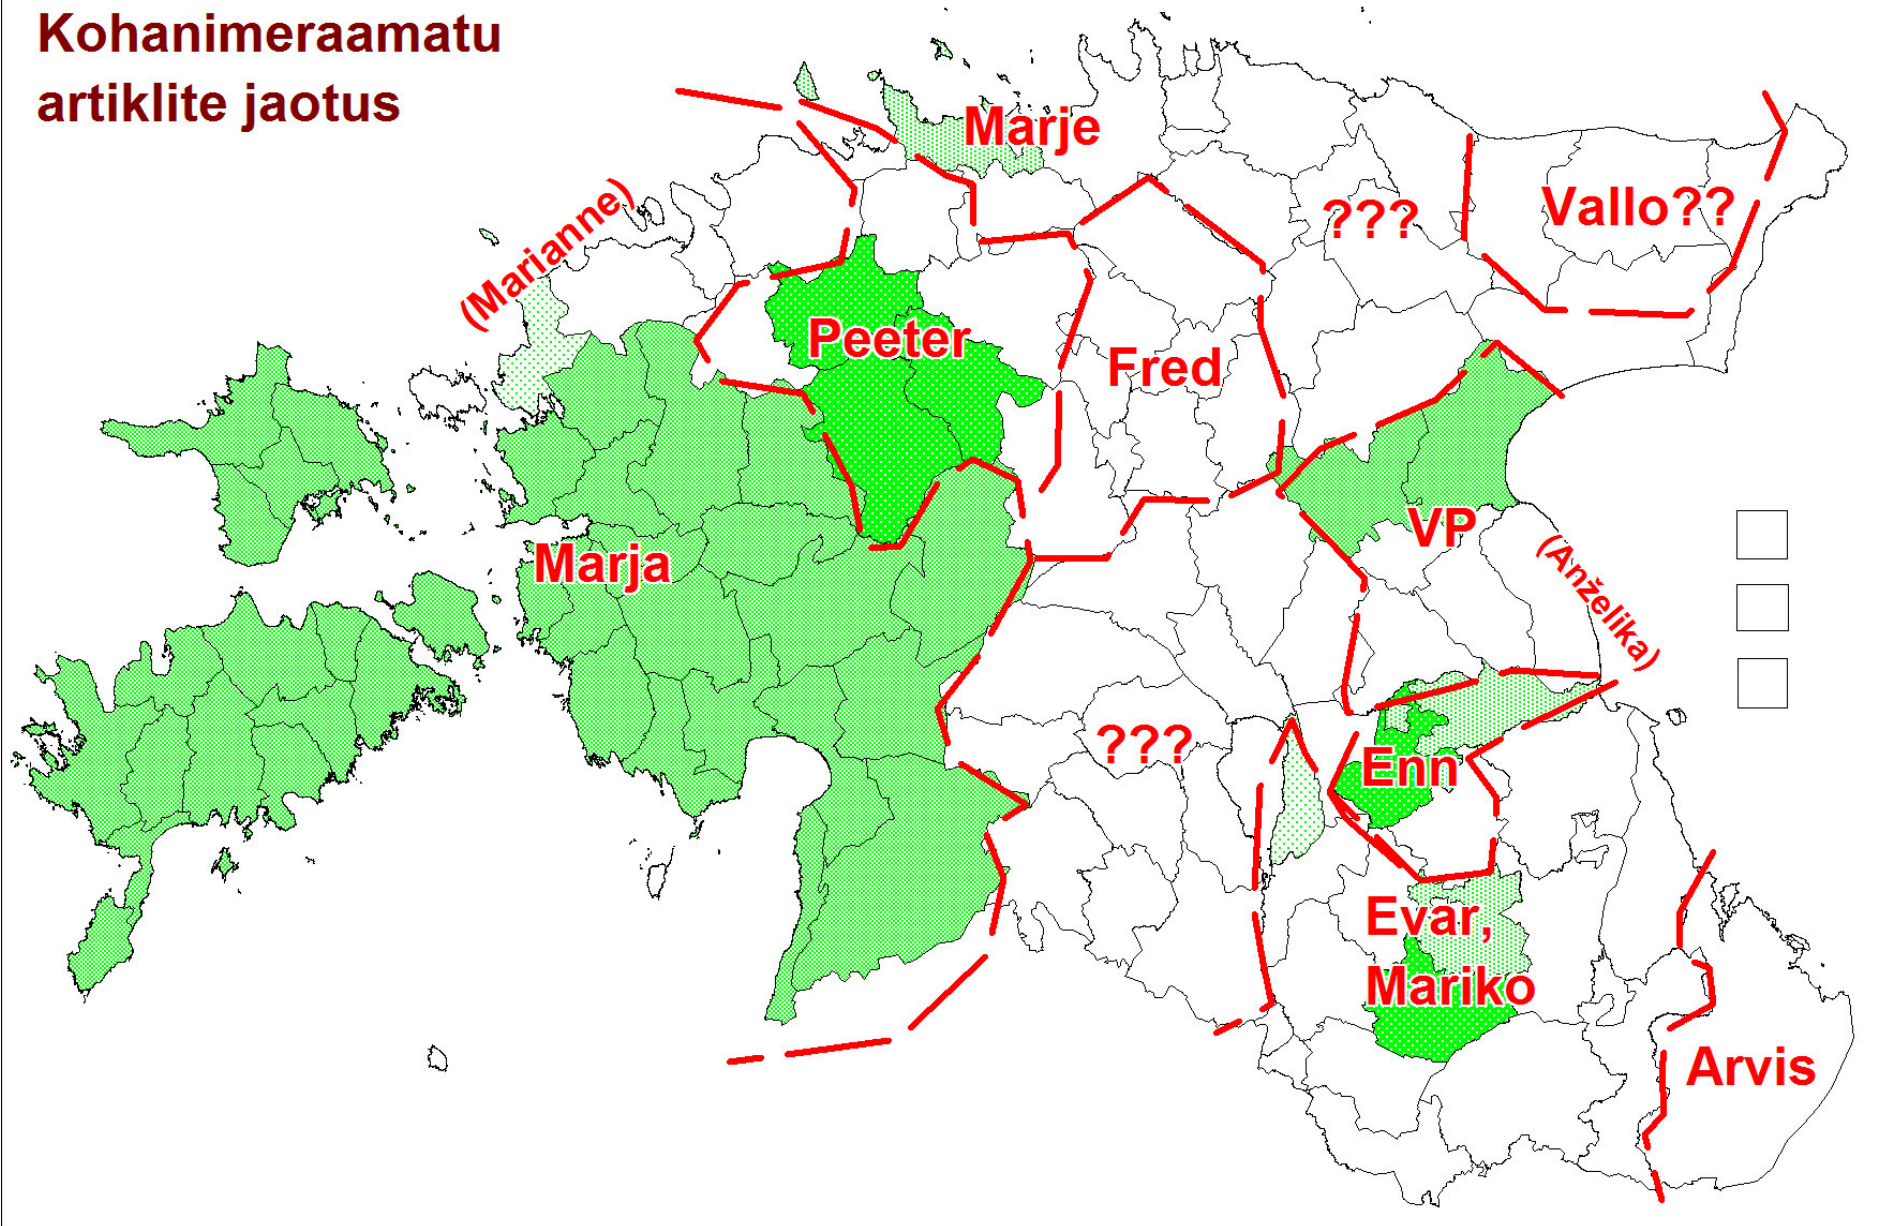 Kohanimeraamatu
artiklite jaotus
Marje
(Marianne)
???
Vallo??
Peeter
Fred
Marja
VP
(Anželika)
???
Enn
Evar,
Mariko
Arvis